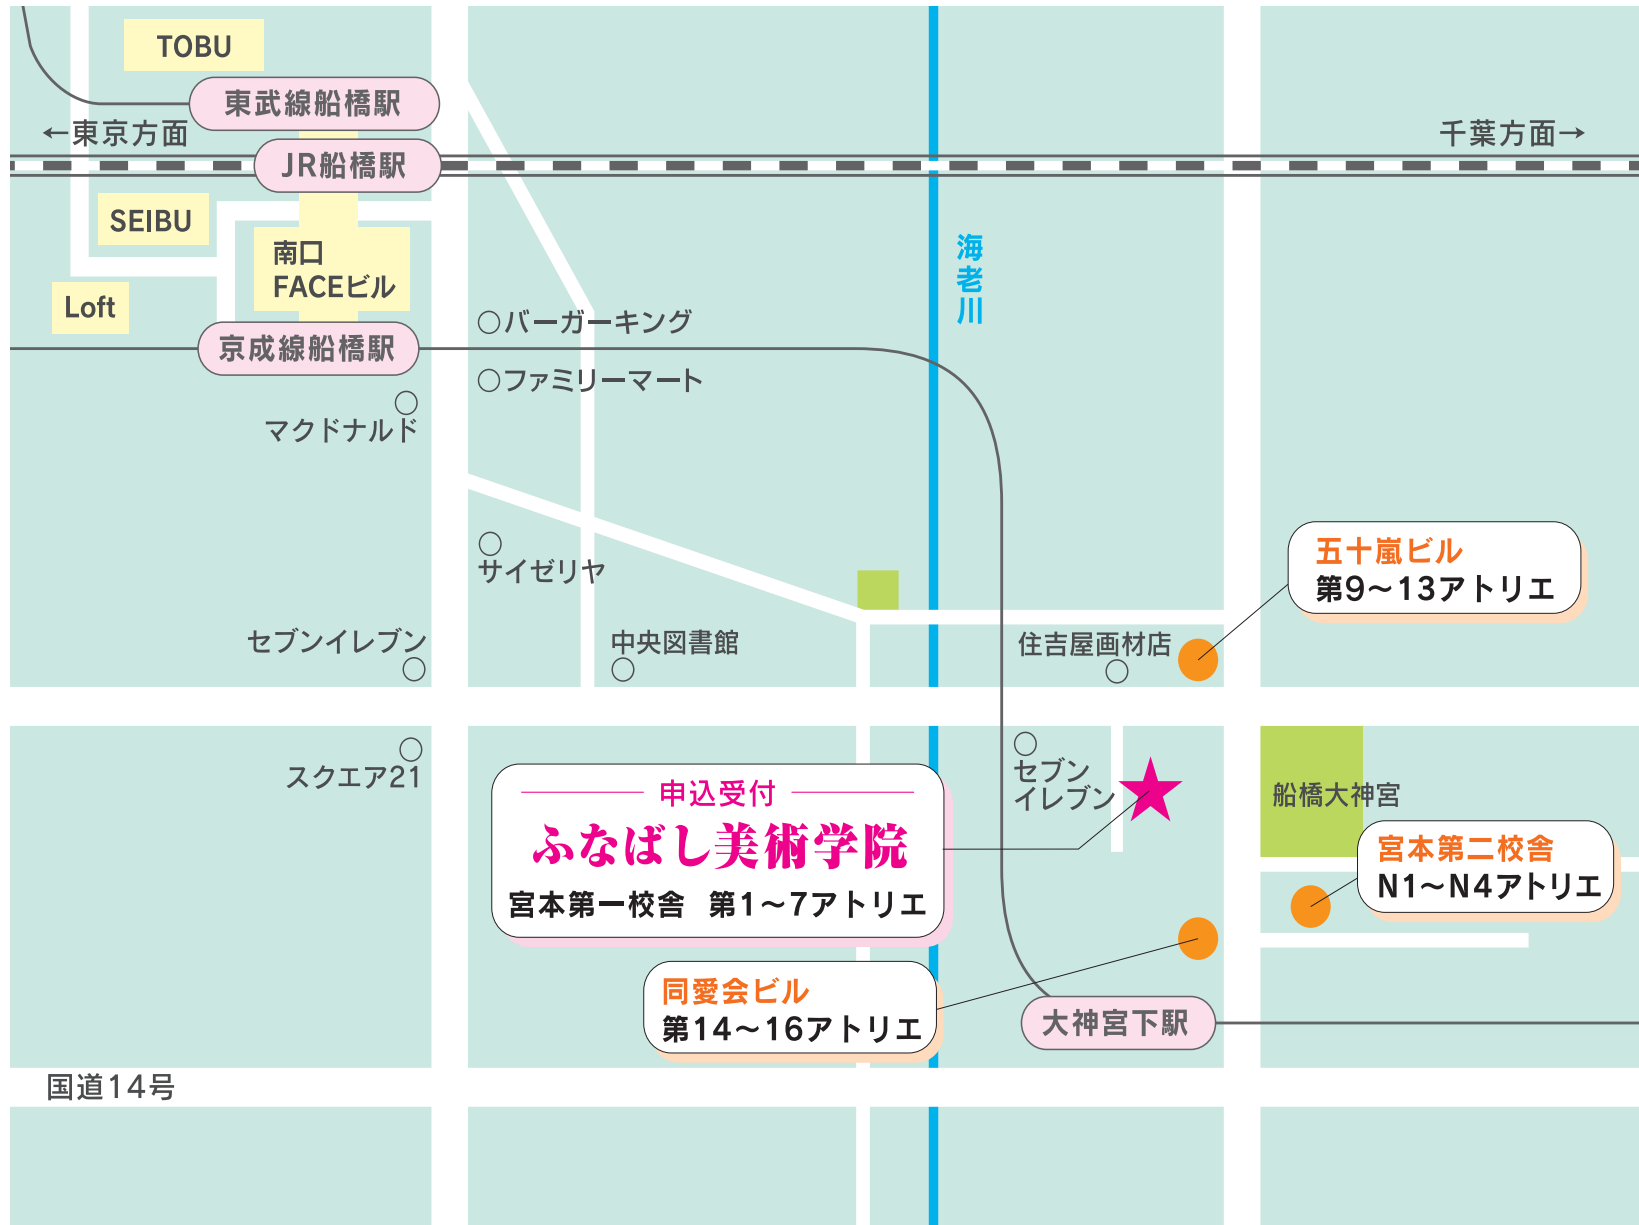 TOBU
東武線船橋駅
←東京方面
千葉方面→
JR船橋駅
SEIBU
南口
FACEビル
海老川
Loft
京成線船橋駅
○バーガーキング
○ファミリーマート
マクドナルド
サイゼリヤ
五十嵐ビル
第9～13アトリエ
セブンイレブン
中央図書館
住吉屋画材店
スクエア21
セブン
イレブン
船橋大神宮
申込受付
ふなばし美術学院
宮本第一校舎 第1～7アトリエ
宮本第二校舎
N1～N4アトリエ
同愛会ビル
第14～16アトリエ
大神宮下駅
国道14号